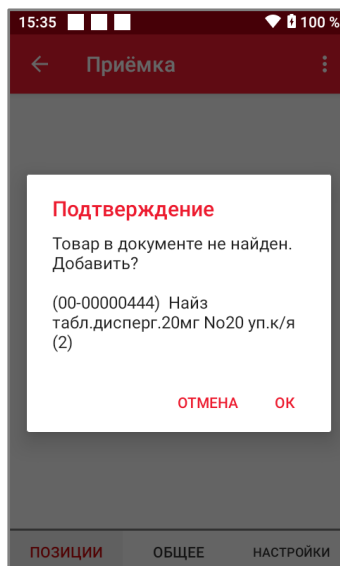 15:35 100 %
Приёмка
Подтверждение
Товар в документе не найден.
Добавить?
(00-00000444) Найз
табл.дисперг.20мг No20 уп.к/я
(2)
ОТМЕНА ОК
ПОЗИЦИИ ОБЩЕЕ НАСТРОЙКИ